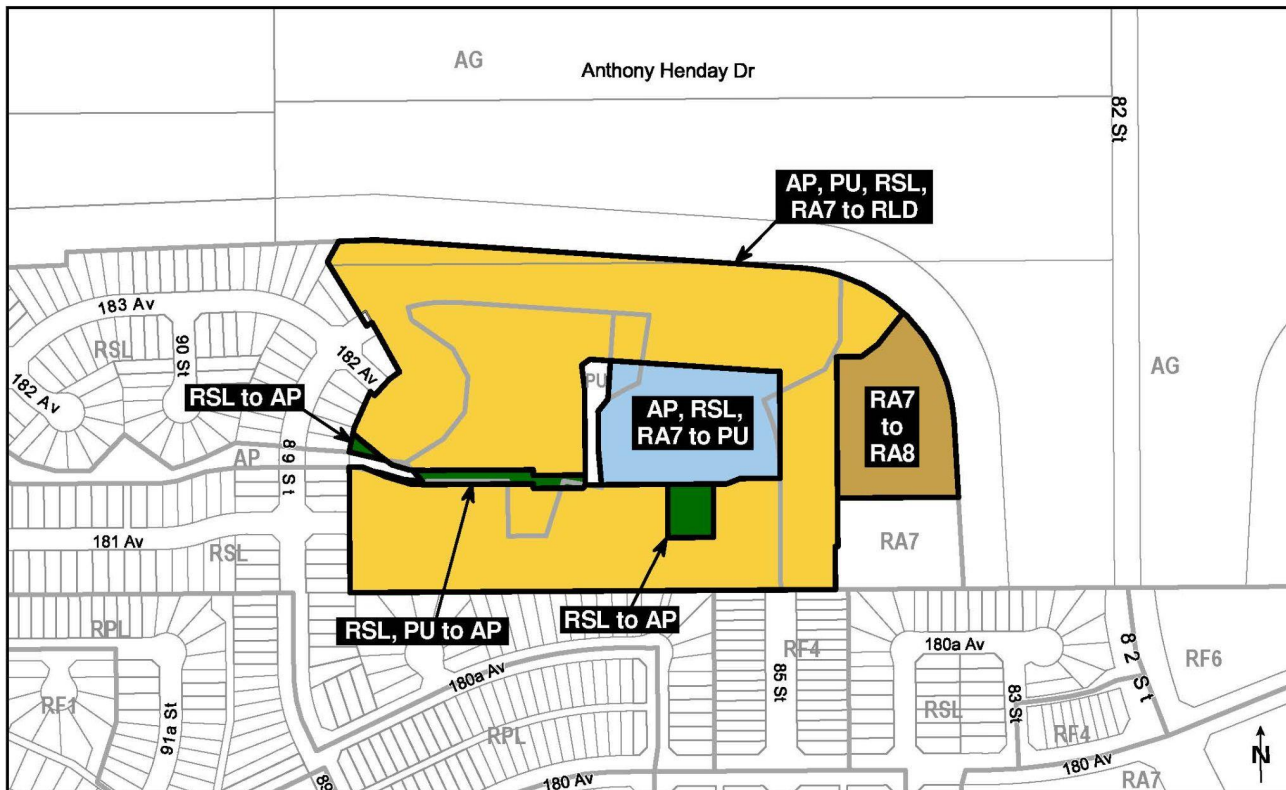 AG
Anthony Henday Dr
82 St
AP, PU, RSL,
RA7 to RLD
183 Av
RSL
90 St
182 Av
182 Av
RSL to AP
PU
AP, RSL,
RA7 to PU
RA7
to
RA8
AG
89 St
AP
181 Av
RSL
RA7
RSL, PU to AP
RSL to AP
RPL
180a Av
85 St
RF4
180a Av
82 St
RF6
RF1
91a St
RPL
RSL
83 St
RF4
180 Av
180 Av
RA7
N